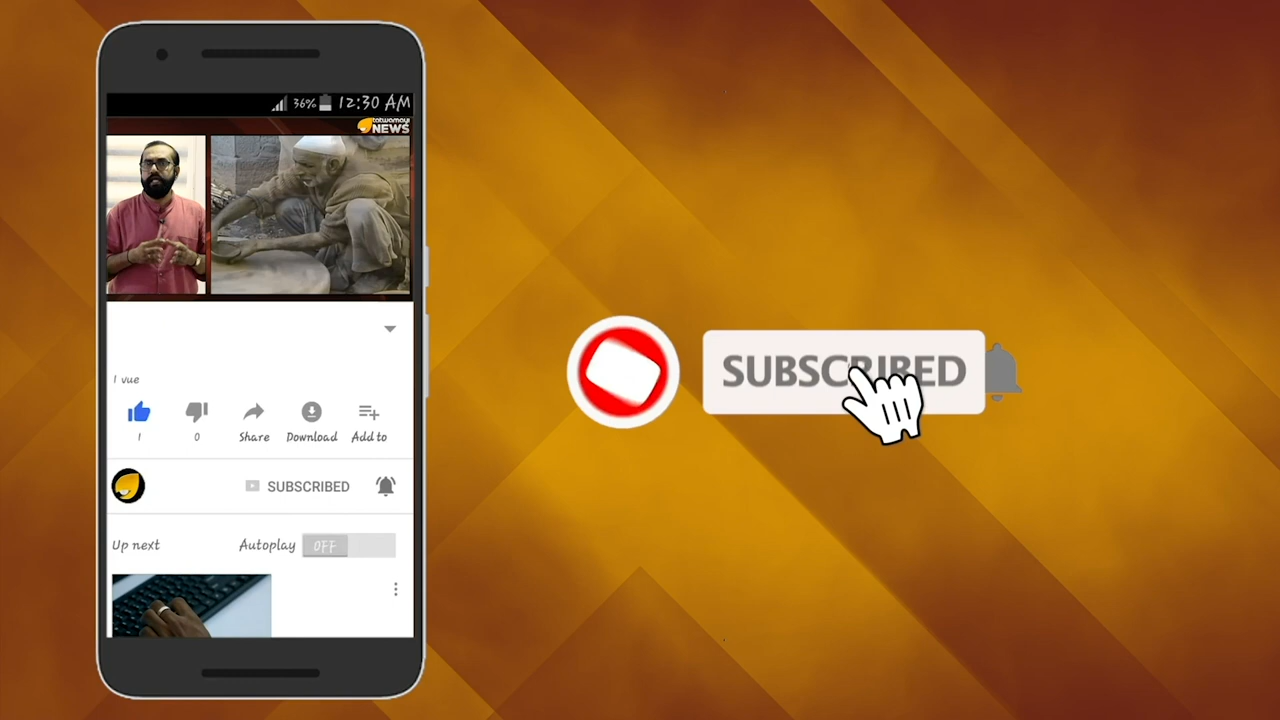 36% 12:30 AM
tatwamayi
NEWS
1 vue
1
0
Share
Download
Add to
SUBSCRIBED
Up next
Autoplay
OFF
SUBSCRIBED